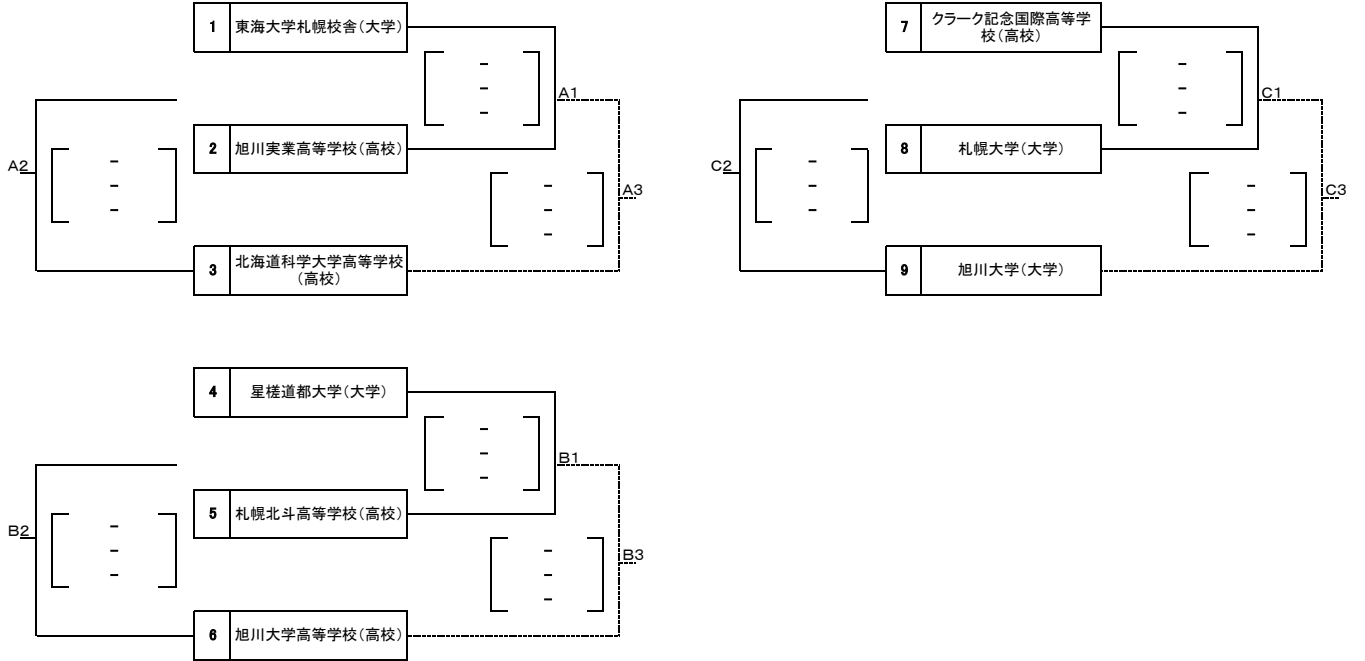 1 東海大学札幌校舎(大学)
-
-
-
A1
2 旭川実業高等学校(高校)
A2
-
-
-
A3
-
-
-
3 北海道科学大学高等学校
(高校)
4 星槎道都大学(大学)
-
-
-
B1
5 札幌北斗高等学校(高校)
B2
-
-
-
B3
-
-
-
6 旭川大学高等学校(高校)
7 クラーク記念国際高等学
校(高校)
-
-
-
C1
8 札幌大学(大学)
C2
-
-
-
C3
-
-
-
9 旭川大学(大学)